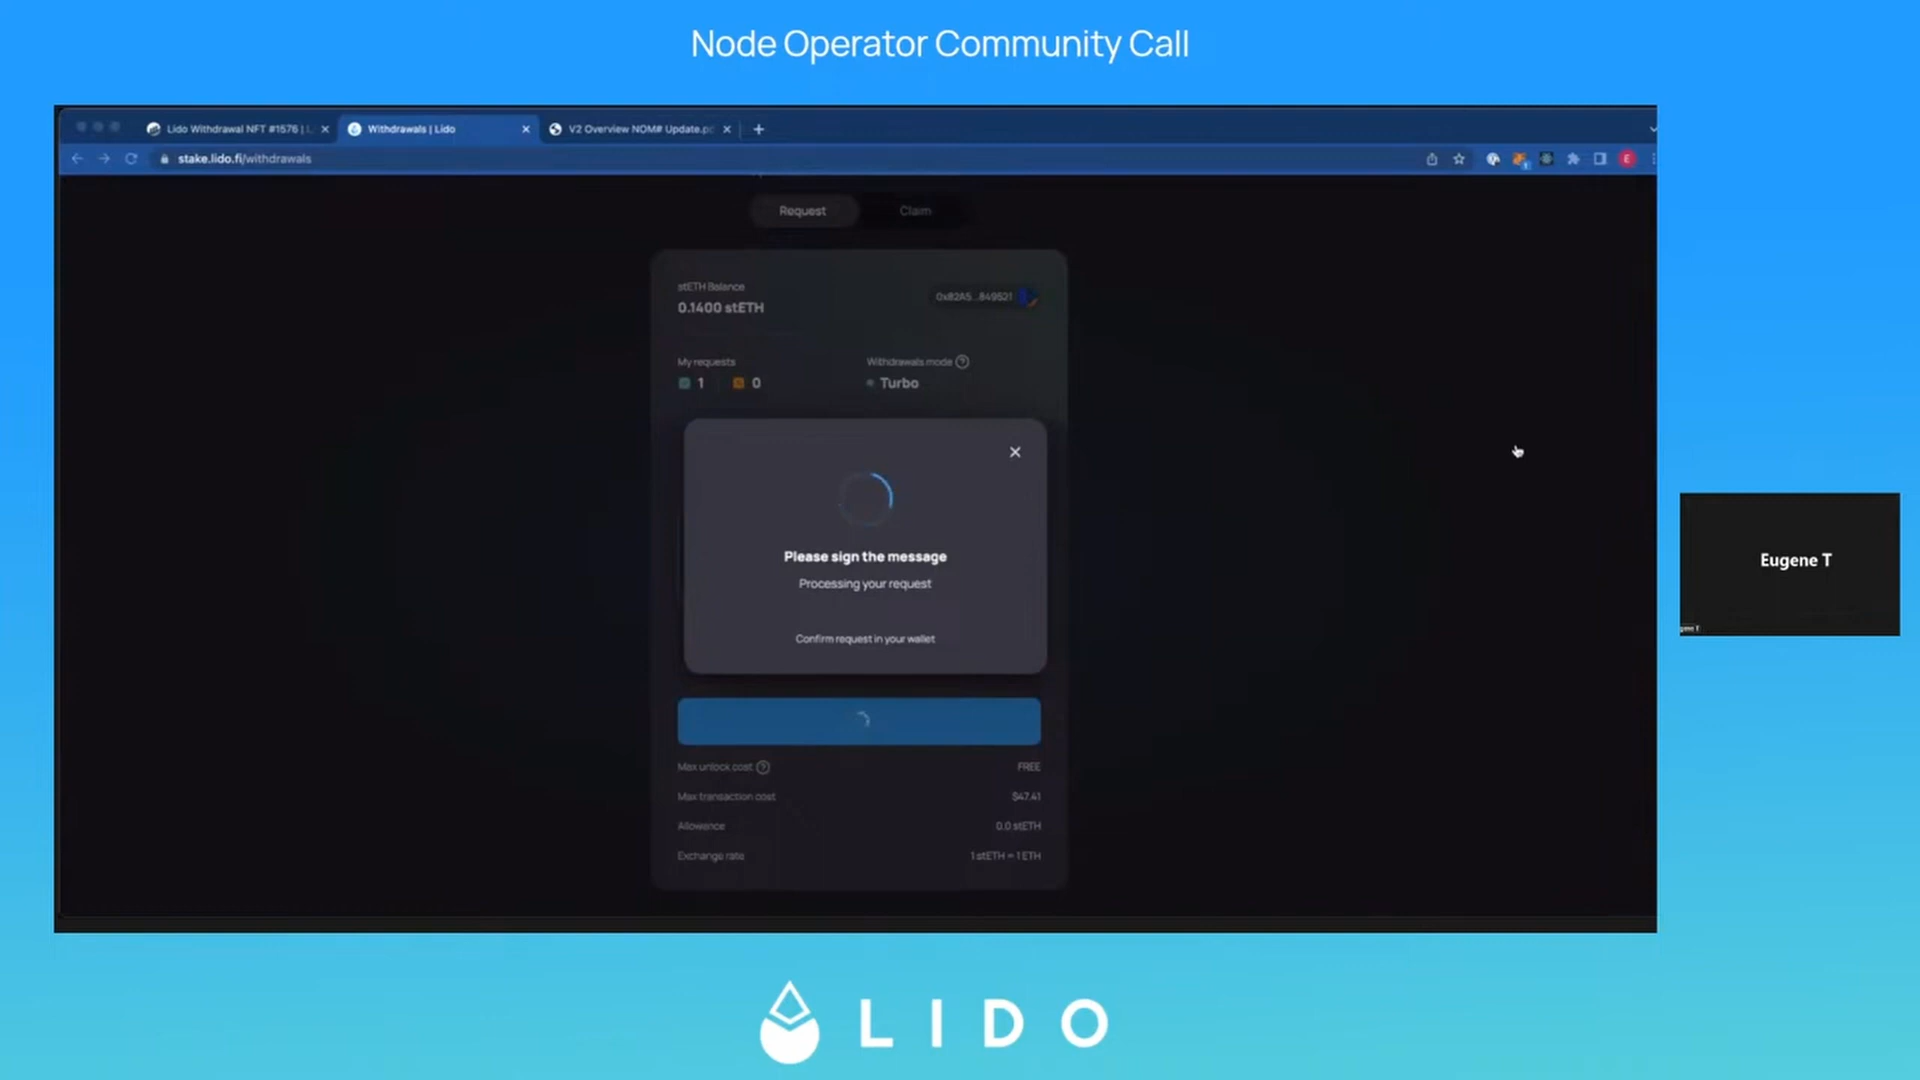 Node Operator Community Call
Lido Withdrawal NFT #1576 | L
Withdrawals | Lido
V2 Overview NOM# Update.pd
stake.lido.fi/withdrawals
E
Request
Claim
stETH Balance
0.1400 stETH
0x82A5...849521
My requests
1
0
Withdrawals mode
Turbo
Please sign the message
Processing your request
Confirm request in your wallet
Max unlock cost
FREE
Max transaction cost
$47.41
Allowance
0.0 stETH
Exchange rate
1 stETH = 1 ETH
Eugene T
LIDO